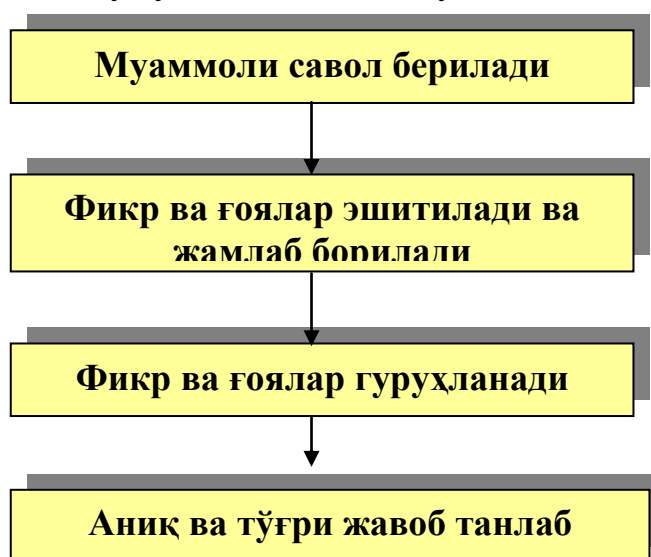 Муаммоли савол берилади
Фикр ва ғоялар эшитилади ва
жамлаб борилади
Фикр ва ғоялар гуруҳланади
Аниқ ва тўғри жавоб танлаб